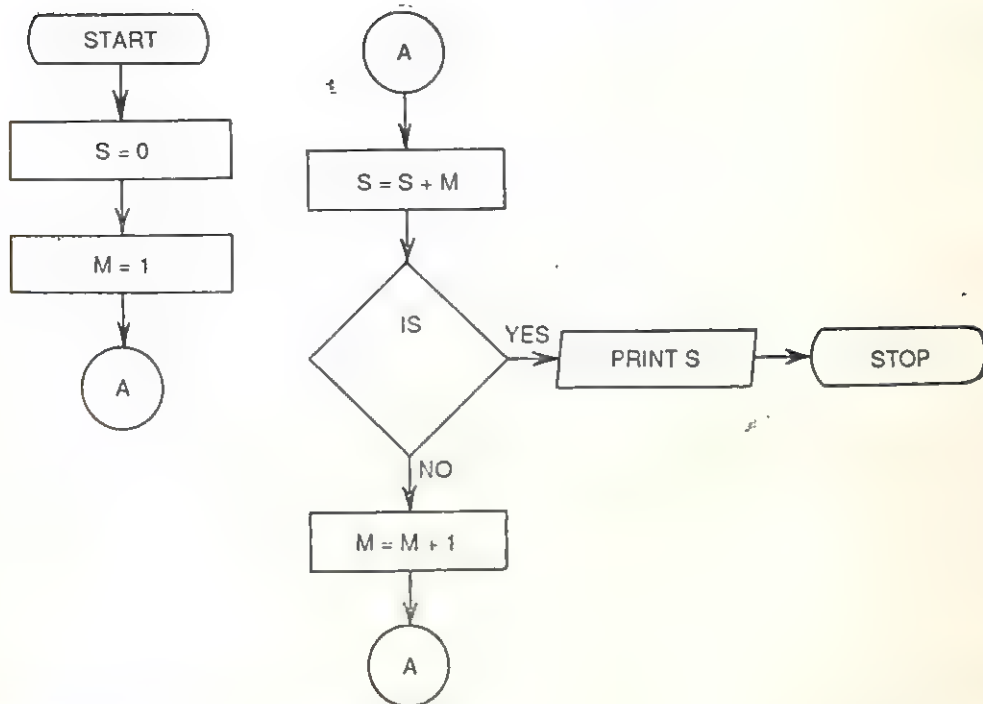 START
S = 0
M = 1
A
A
S = S + M
IS
YES
PRINT S
STOP
NO
M = M + 1
A